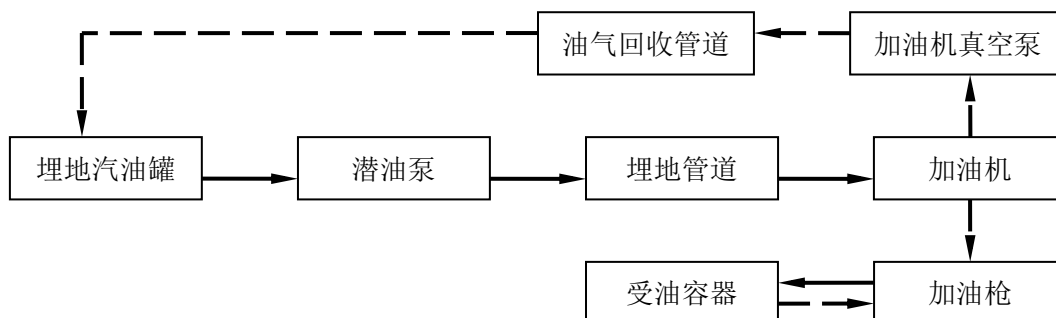 油气回收管道
加油机真空泵
埋地汽油罐
潜油泵
埋地管道
加油机
受油容器
加油枪